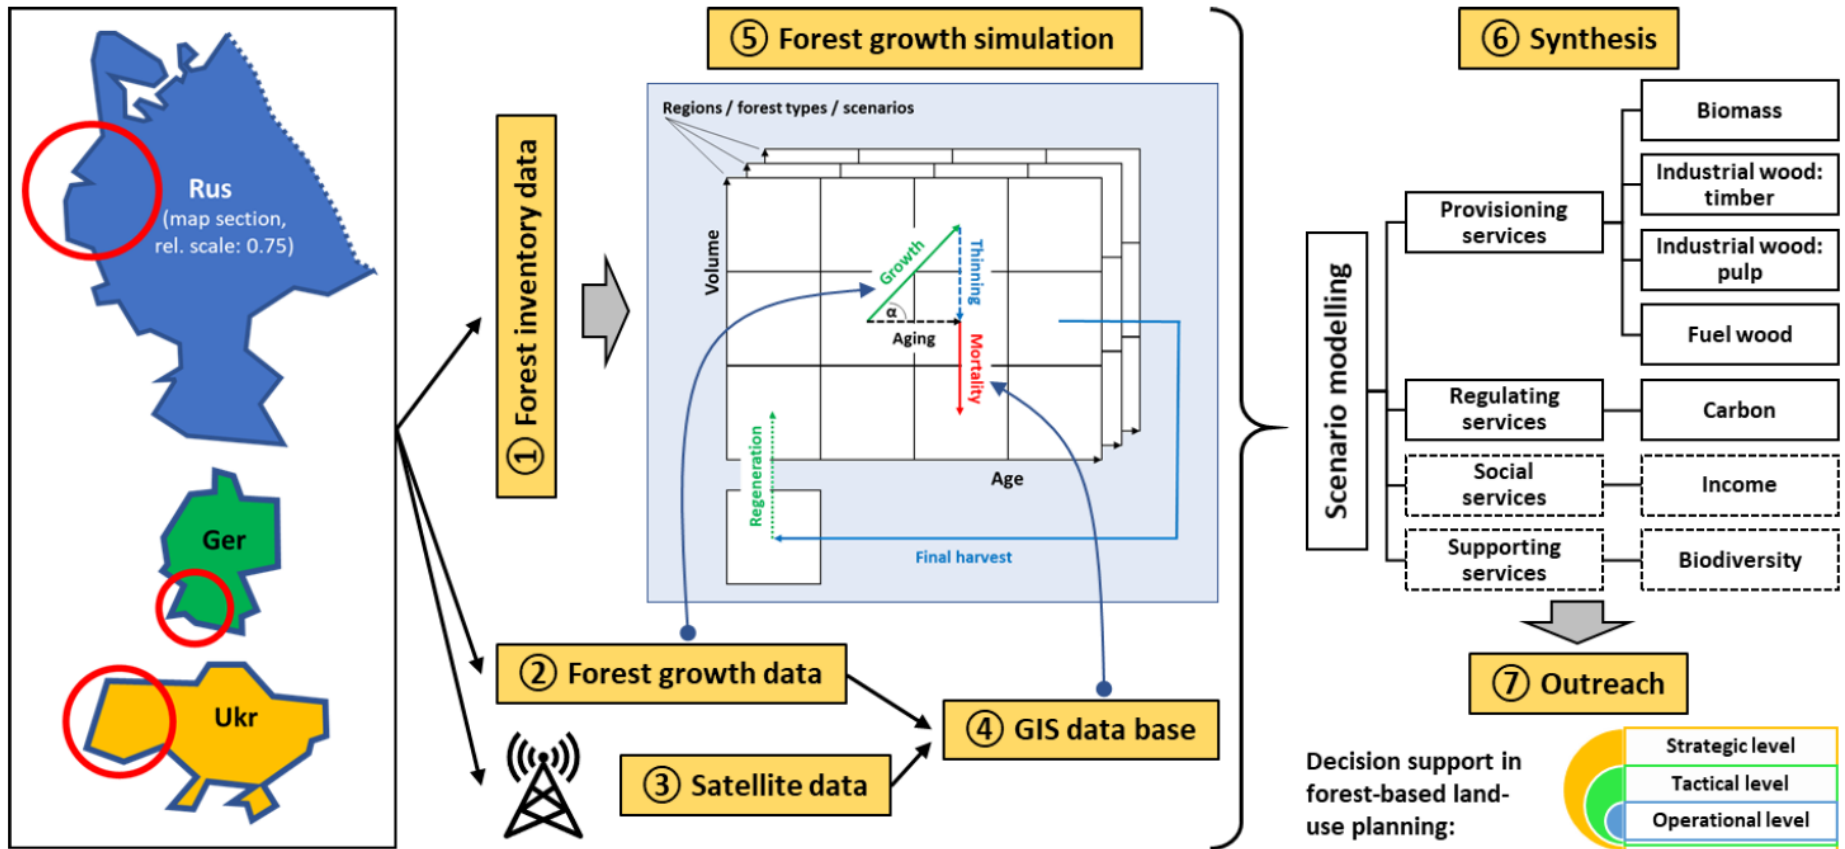 Rus
(map section,
rel. scale: 0.75)
Ger
Ukr
① Forest inventory data
② Forest growth data
③ Satellite data
④ GIS data base
⑤ Forest growth simulation
Regions / forest types / scenarios
Volume
Growth
Thinning
α
Aging
Mortality
Regeneration
Age
Final harvest
⑥ Synthesis
Scenario modelling
Provisioning
services
Biomass
Industrial wood:
timber
Industrial wood:
pulp
Fuel wood
Regulating
services
Carbon
Social
services
Income
Supporting
services
Biodiversity
⑦ Outreach
Decision support in
forest-based land-
use planning:
Strategic level
Tactical level
Operational level